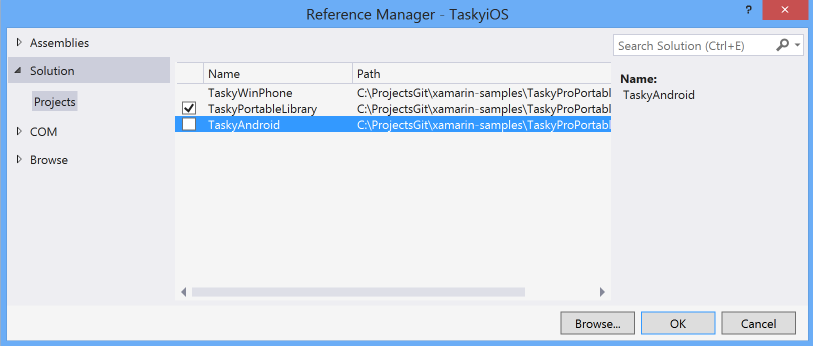 Reference Manager - TaskyiOS
? ×
Assemblies
Solution
Projects
COM
Browse
Name Path
TaskyWinPhone C:\ProjectsGit\xamarin-samples\TaskyProPortabl
TaskyPortableLibrary C:\ProjectsGit\xamarin-samples\TaskyProPortabl
TaskyAndroid C:\ProjectsGit\xamarin-samples\TaskyProPortabl
Search Solution (Ctrl+E)
Name:
TaskyAndroid
Browse... OK Cancel